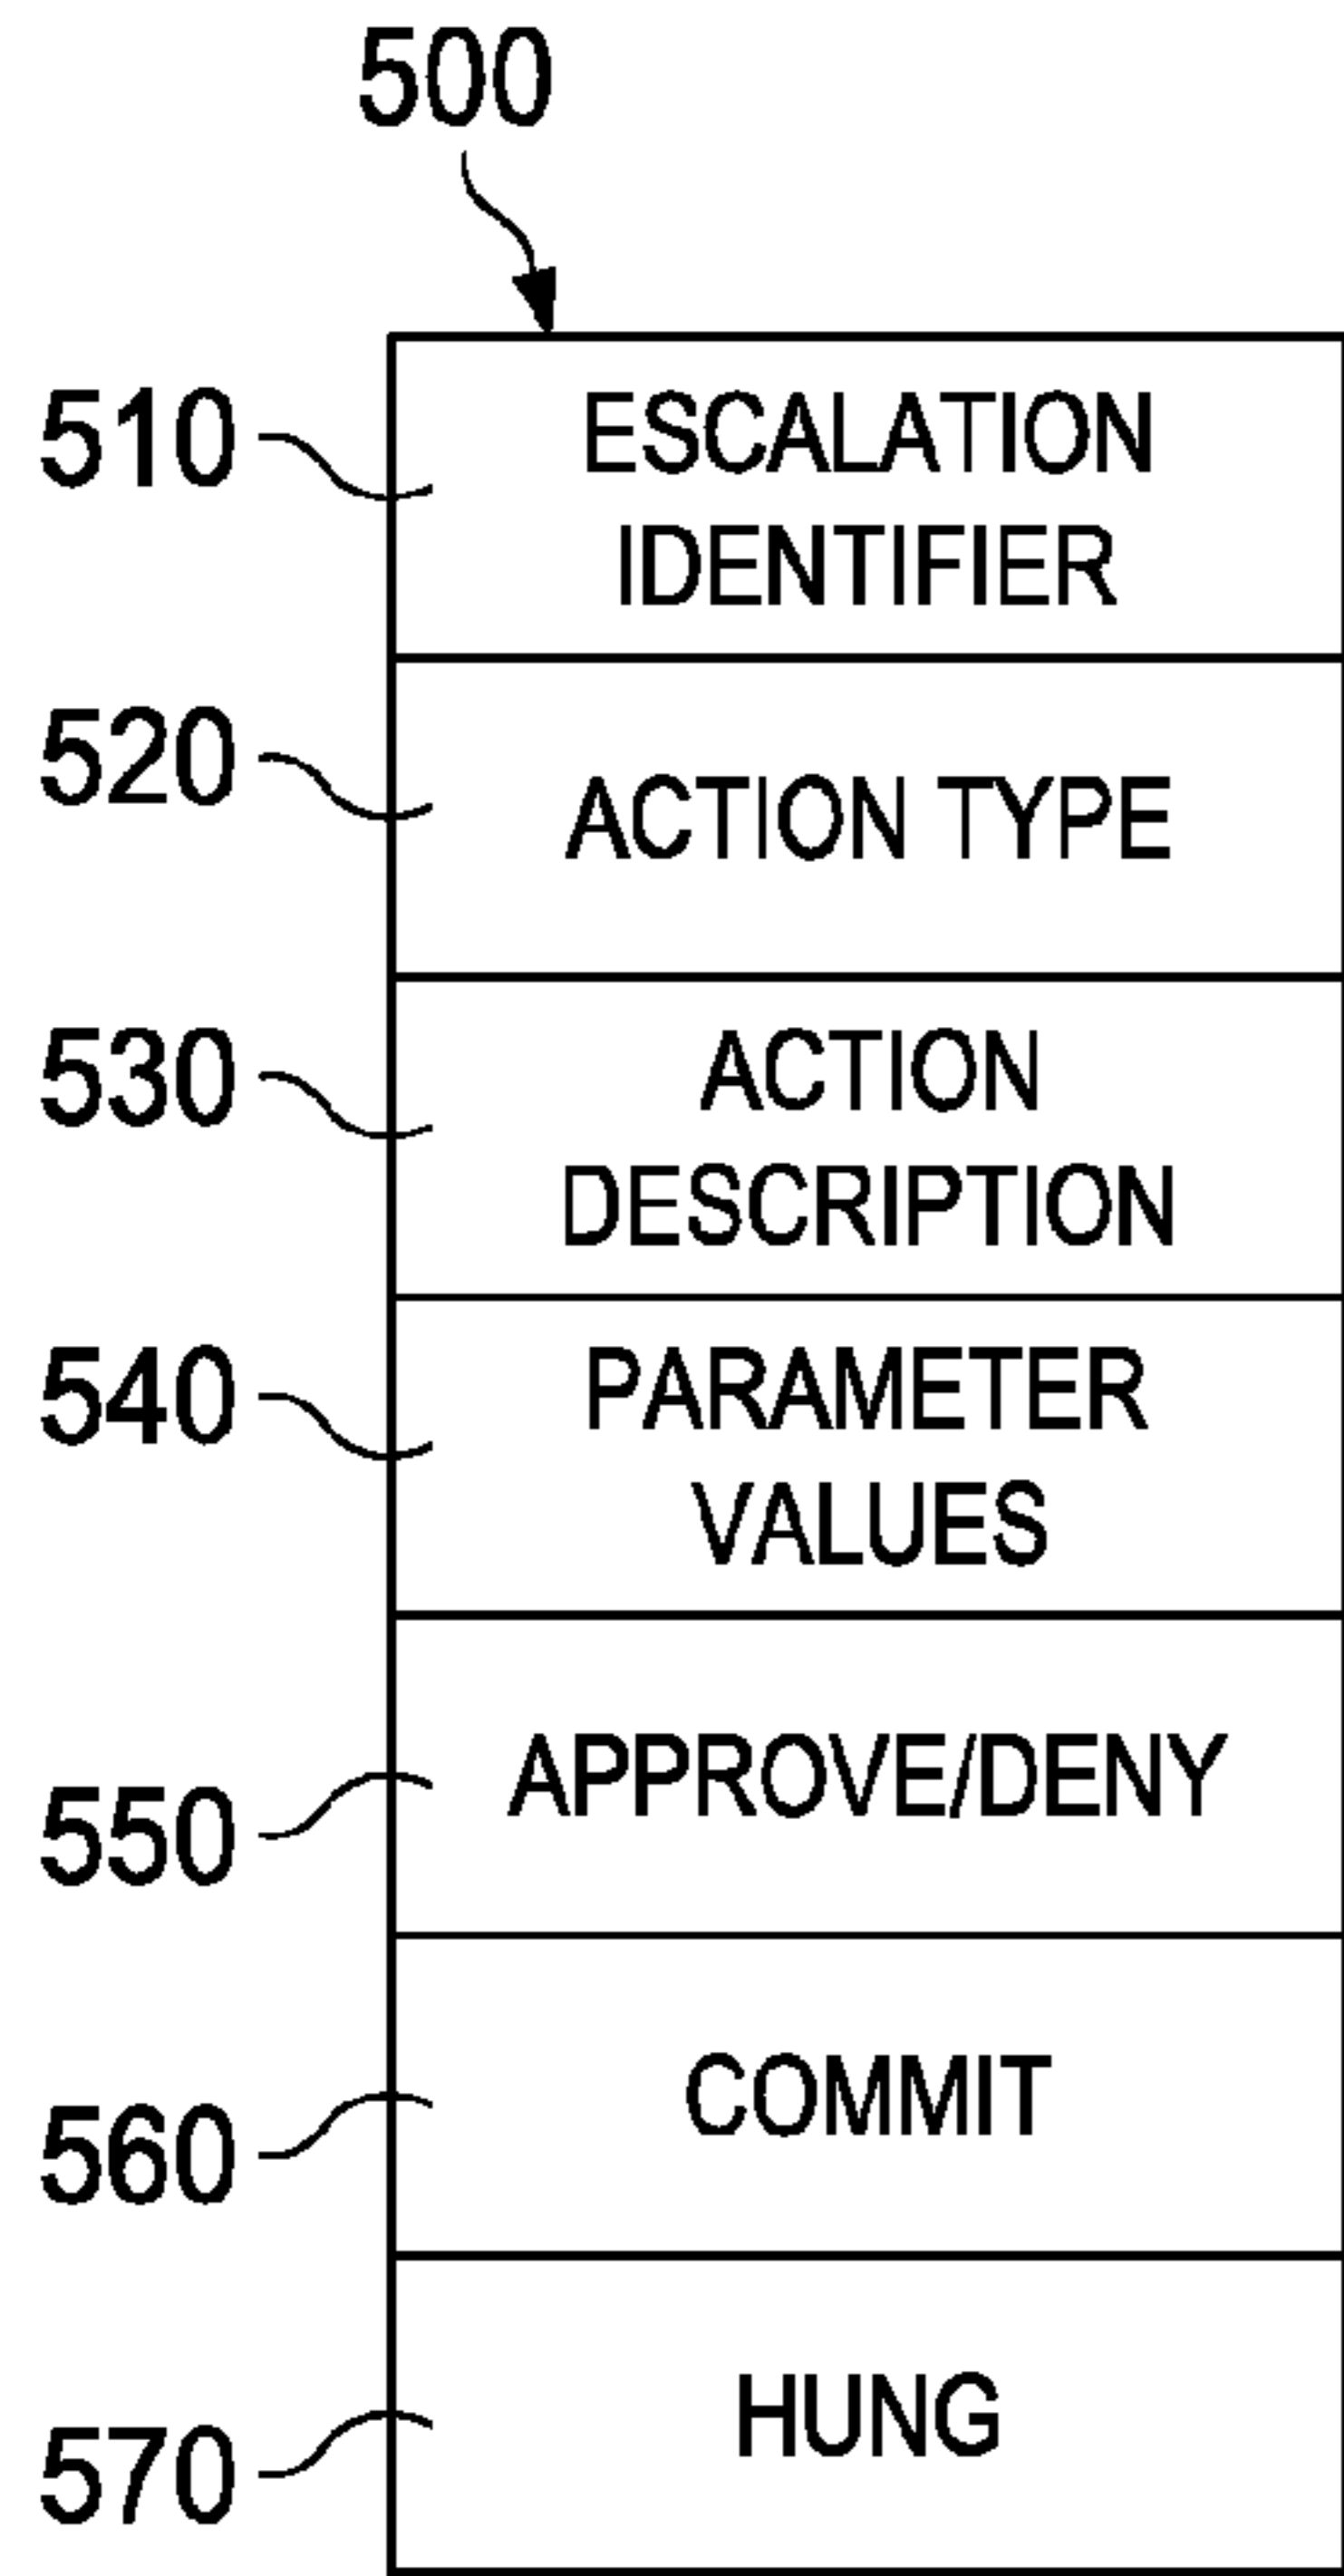 500
510
ESCALATION
IDENTIFIER
520
ACTION TYPE
530
ACTION
DESCRIPTION
540
PARAMETER
VALUES
550
APPROVE/DENY
560
COMMIT
570
HUNG